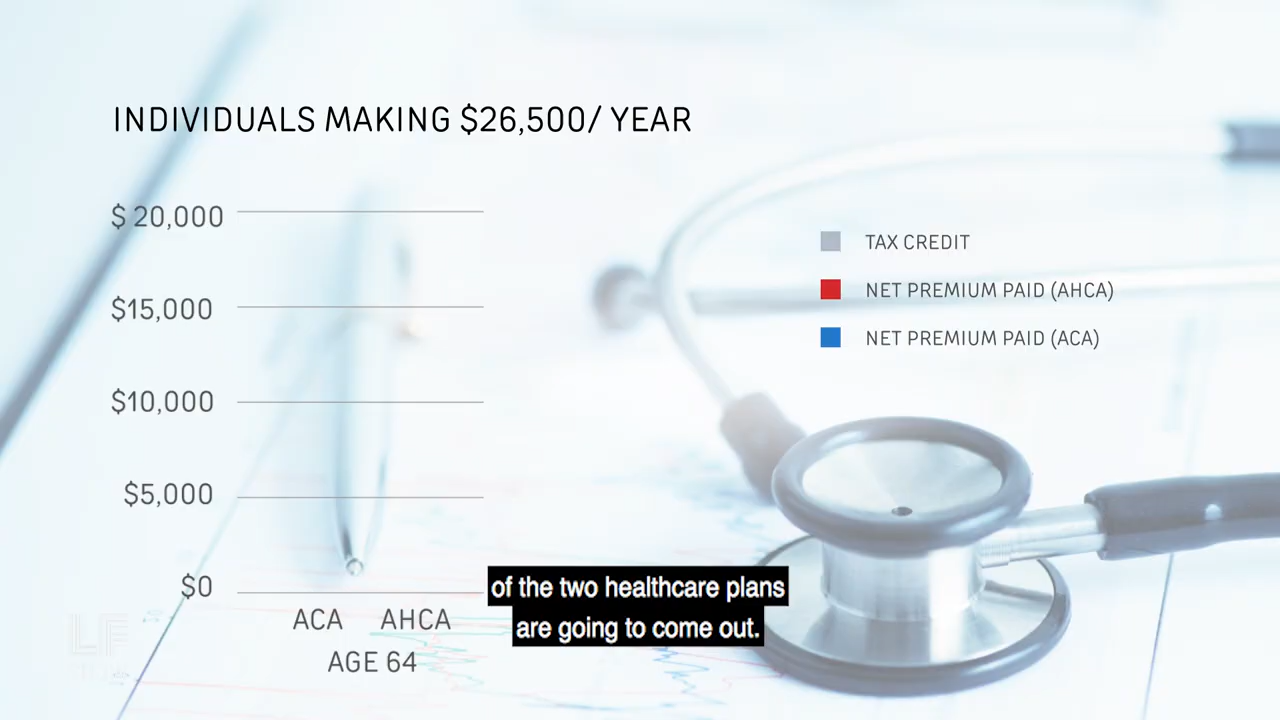 INDIVIDUALS MAKING $26,500/ YEAR
$ 20,000
$15,000
$10,000
$5,000
$0
ACA AHCA
AGE 64
TAX CREDIT
NET PREMIUM PAID (AHCA)
NET PREMIUM PAID (ACA)
of the two healthcare plans
are going to come out.
LF
SHOW